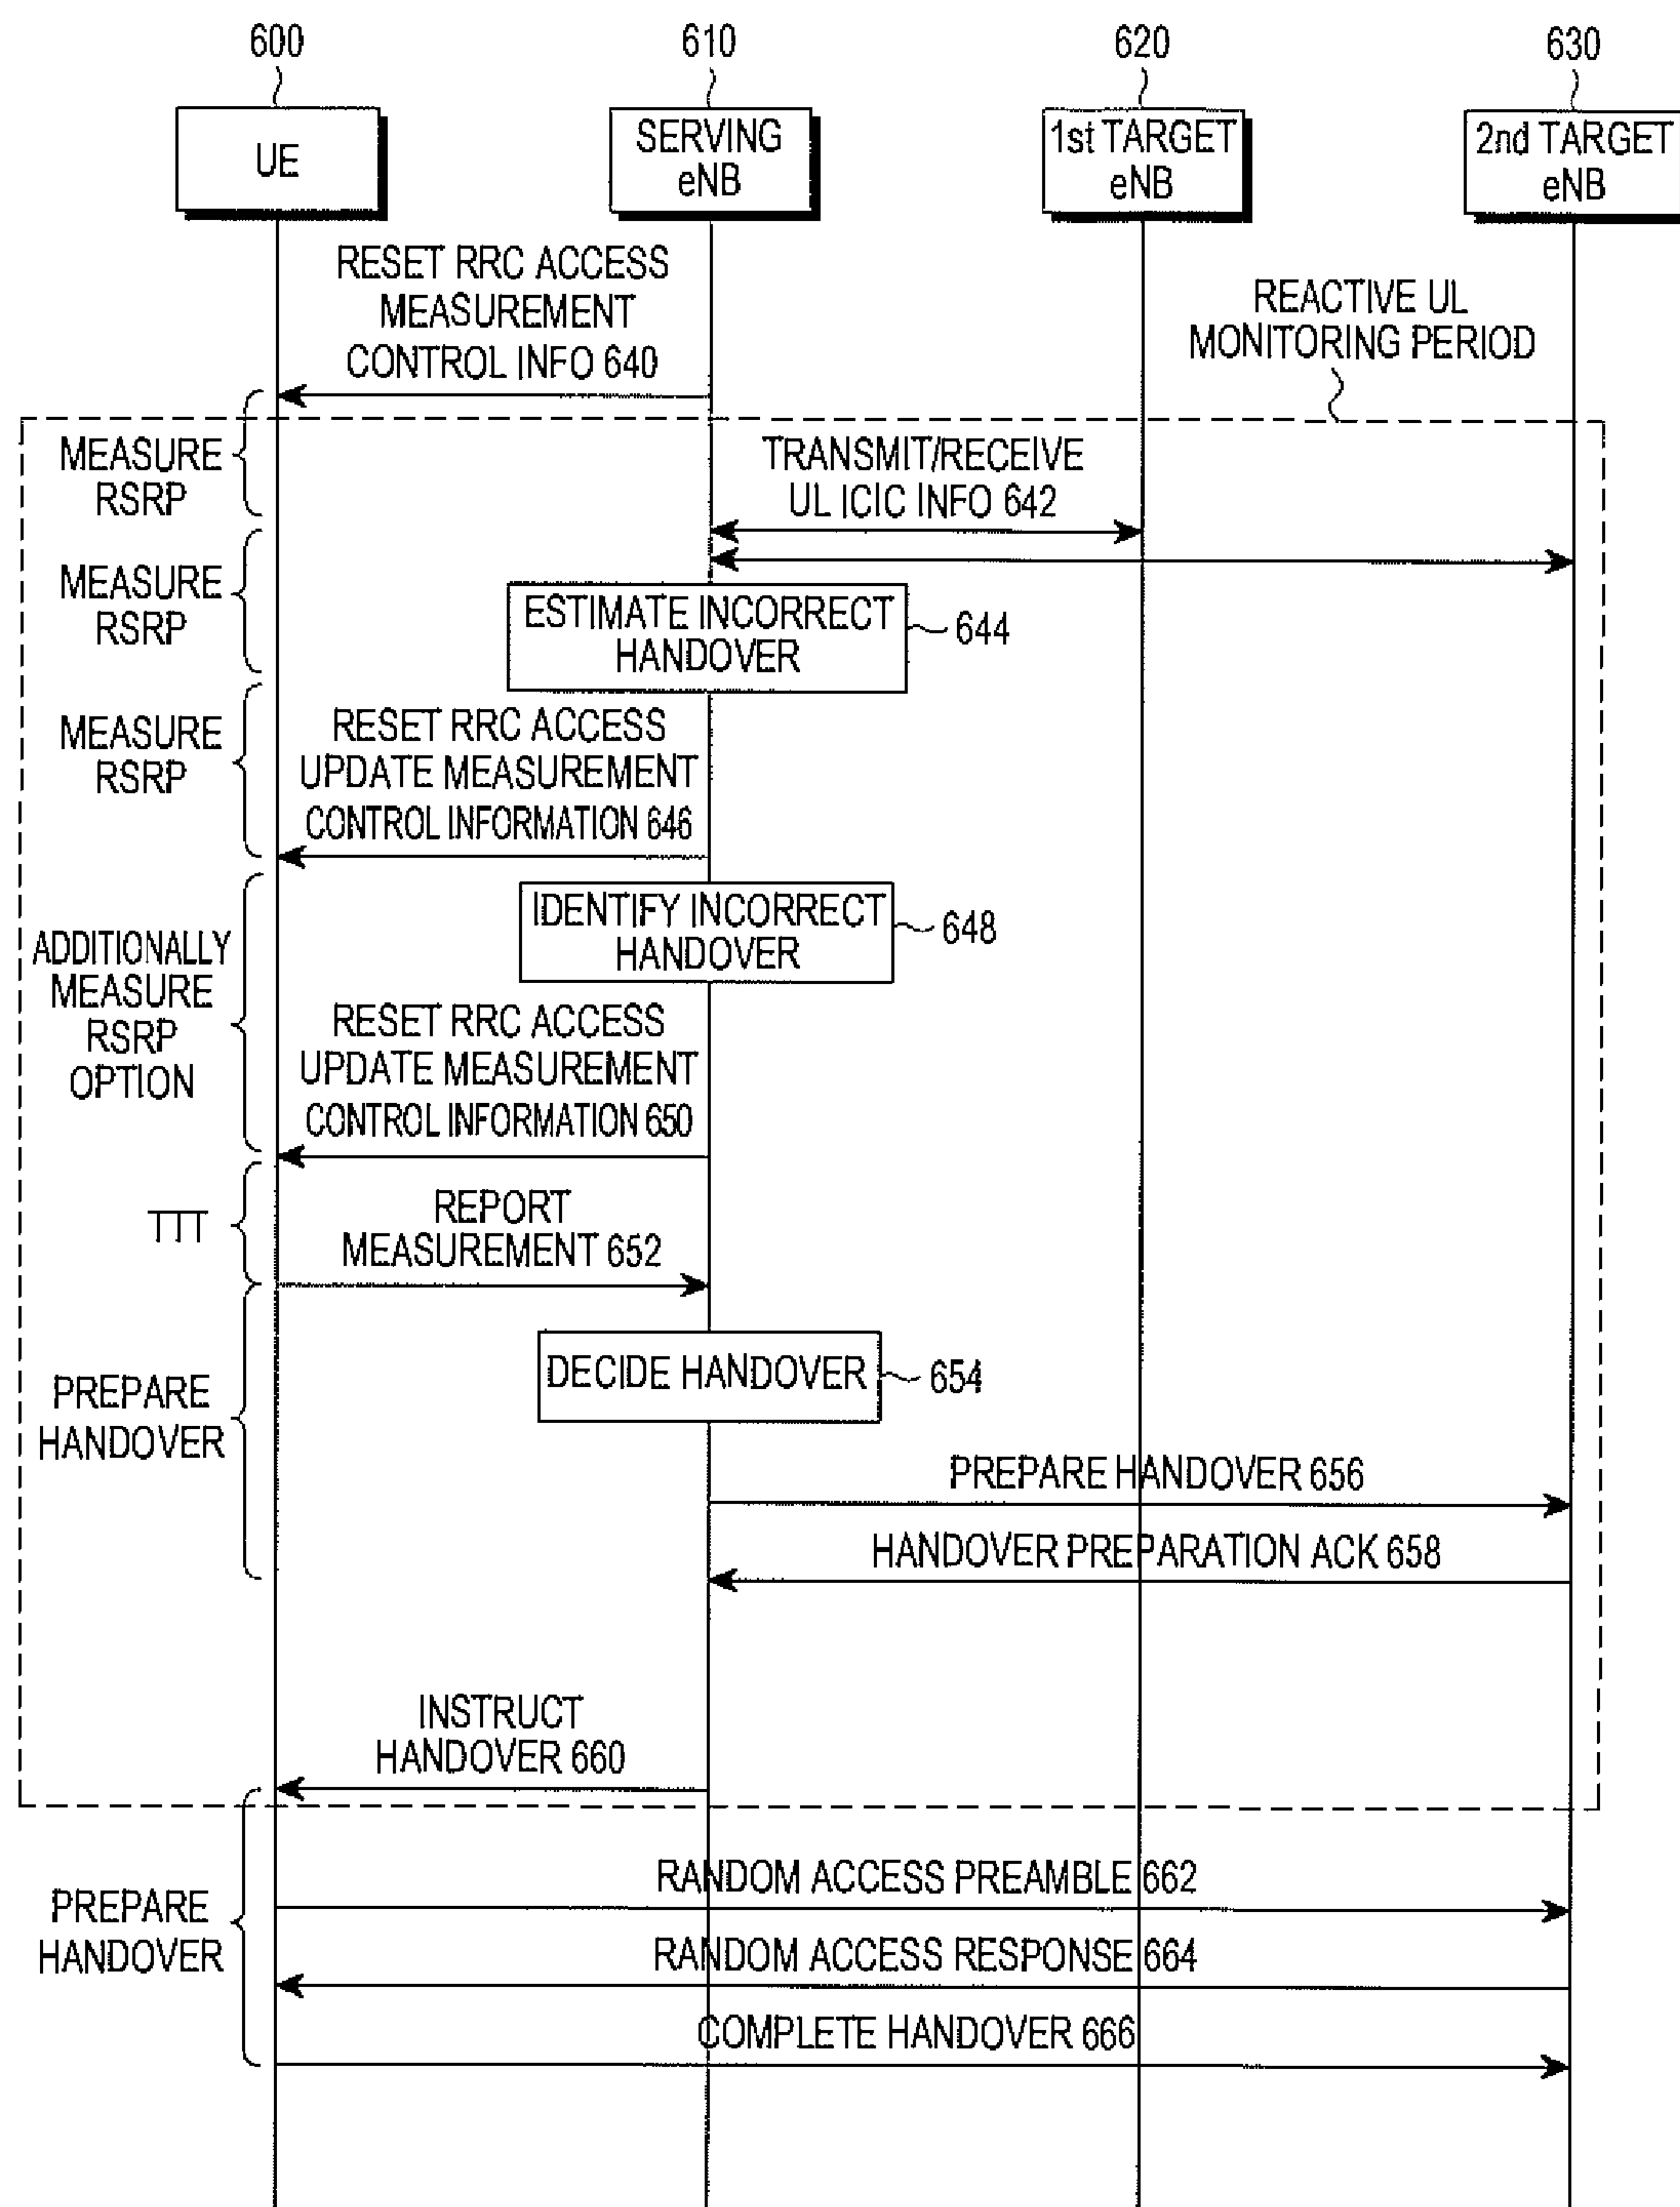 600
610
620
630
UE
SERVING
eNB
1st TARGET
eNB
2nd TARGET
eNB
RESET RRC ACCESS
MEASUREMENT
CONTROL INFO 640
REACTIVE UL
MONITORING PERIOD
MEASURE
RSRP
TRANSMIT/RECEIVE
UL ICIC INFO 642
MEASURE
RSRP
ESTIMATE INCORRECT
HANDOVER
644
MEASURE
RSRP
RESET RRC ACCESS
UPDATE MEASUREMENT
CONTROL INFORMATION 646
IDENTIFY INCORRECT
HANDOVER
648
ADDITIONALLY
MEASURE
RSRP
OPTION
RESET RRC ACCESS
UPDATE MEASUREMENT
CONTROL INFORMATION 650
TTT
REPORT
MEASUREMENT 652
DECIDE HANDOVER
654
PREPARE
HANDOVER
PREPARE HANDOVER 656
HANDOVER PREPARATION ACK 658
INSTRUCT
HANDOVER 660
PREPARE
HANDOVER
RANDOM ACCESS PREAMBLE 662
RANDOM ACCESS RESPONSE 664
COMPLETE HANDOVER 666